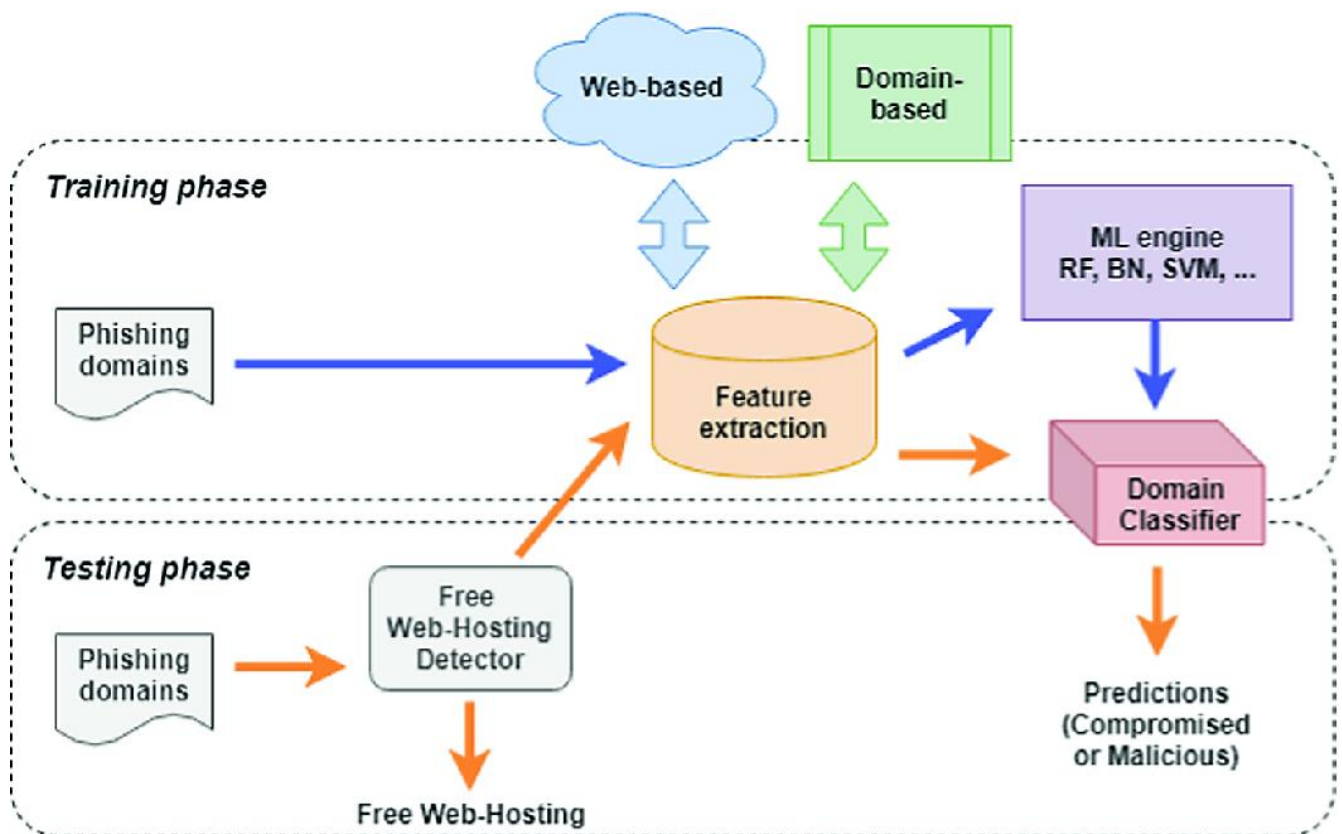 Web-based
Domain-
based
Training phase
ML engine
RF, BN, SVM, ...
Phishing
domains
Feature
extraction
Domain
Classifier
Testing phase
Free
Web-Hosting
Detector
Phishing
domains
Predictions
(Compromised
or Malicious)
Free Web-Hosting